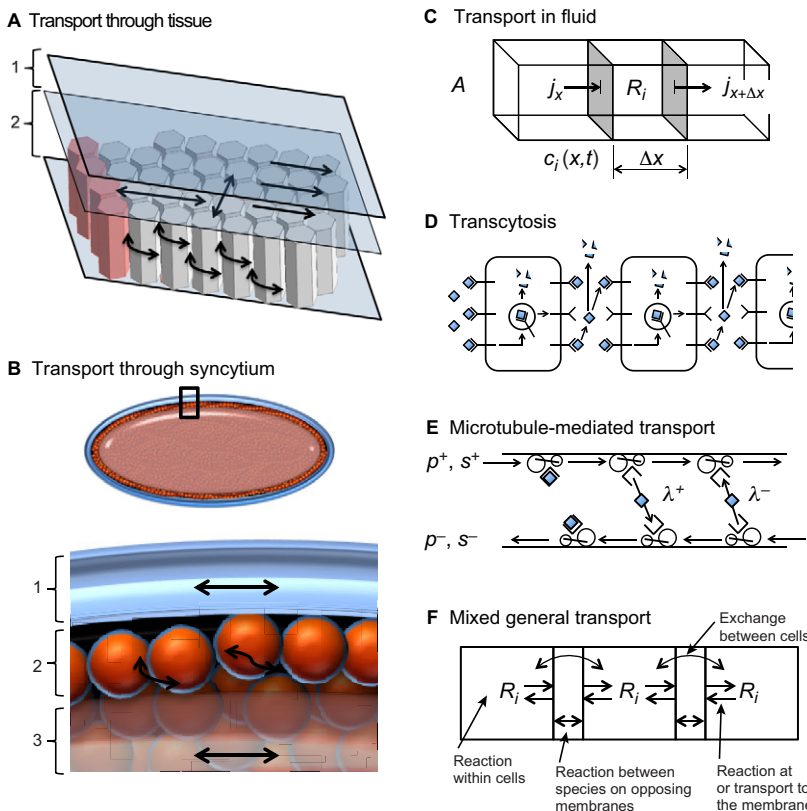 A Transport through tissue
1
2
B Transport through syncytium
1
2
3
C Transport in fluid
A
j_x
R_i
j_{x+Δx}
c_i(x,t)
Δx
D Transcytosis
E Microtubule-mediated transport
p⁺, s⁺
λ⁺
λ⁻
p⁻, s⁻
F Mixed general transport
Exchange
between cells
R_i
R_i
R_i
Reaction
within cells
Reaction between
species on opposing
membranes
Reaction at
or transport to
the membrane